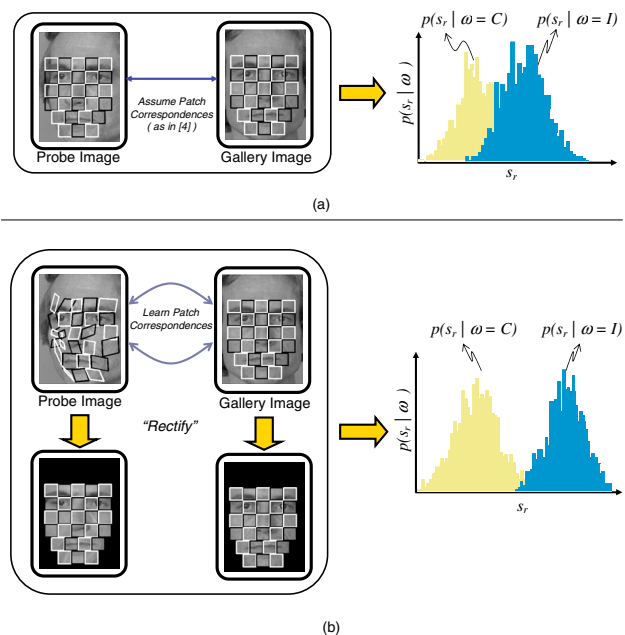 p(s_r | ω = C)
p(s_r | ω = I)
p(s_r | ω )
s_r
Assume Patch
Correspondences
( as in [4] )
Probe Image
Gallery Image
(a)
Learn Patch
Correspondences
Probe Image
Gallery Image
“Rectify”
p(s_r | ω = C)
p(s_r | ω = I)
p(s_r | ω )
s_r
(b)